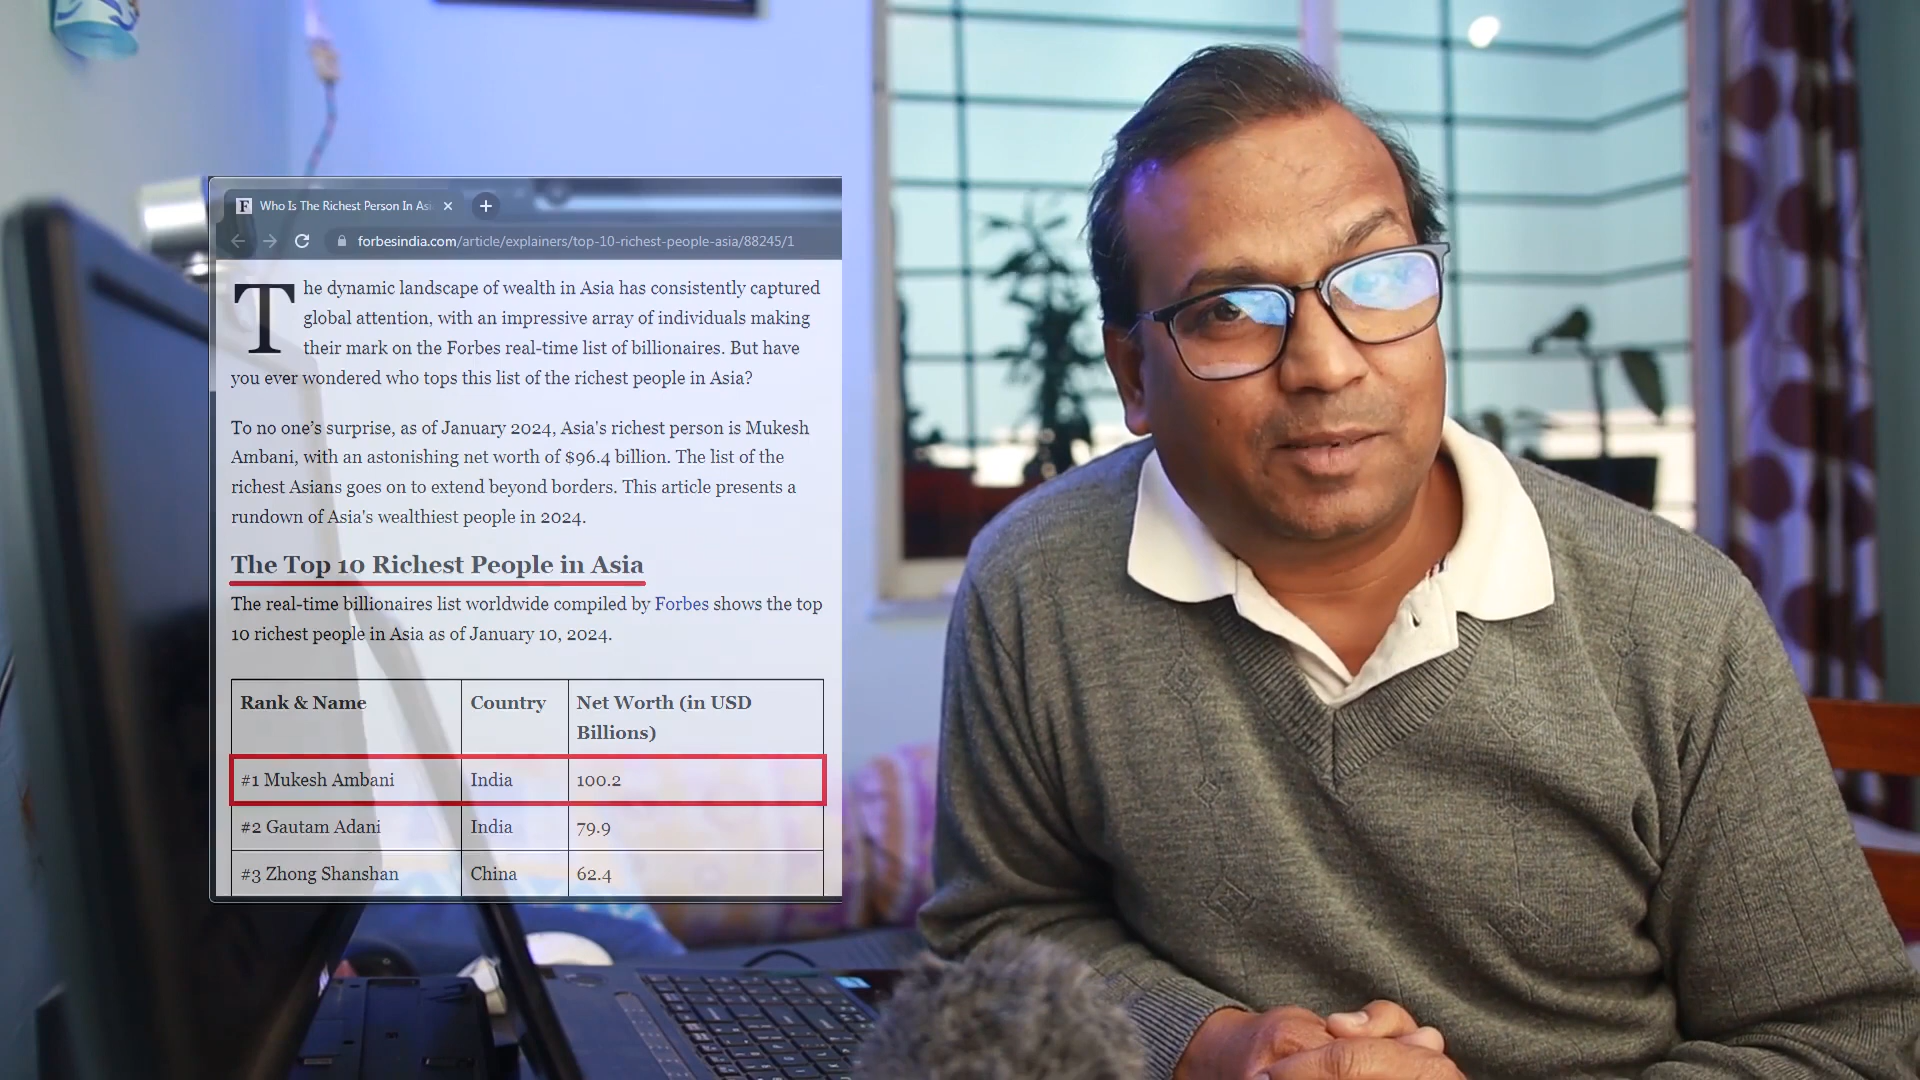 Who Is The Richest Person In Asi
forbesindia.com/article/explainers/top-10-richest-people-asia/88245/1
The dynamic landscape of wealth in Asia has consistently captured
global attention, with an impressive array of individuals making
their mark on the Forbes real-time list of billionaires. But have
you ever wondered who tops this list of the richest people in Asia?
To no one’s surprise, as of January 2024, Asia's richest person is Mukesh
Ambani, with an astonishing net worth of $96.4 billion. The list of the
richest Asians goes on to extend beyond borders. This article presents a
rundown of Asia's wealthiest people in 2024.
The Top 10 Richest People in Asia
The real-time billionaires list worldwide compiled by Forbes shows the top
10 richest people in Asia as of January 10, 2024.
Rank & Name Country Net Worth (in USD
Billions)
#1 Mukesh Ambani India 100.2
#2 Gautam Adani India 79.9
#3 Zhong Shanshan China 62.4